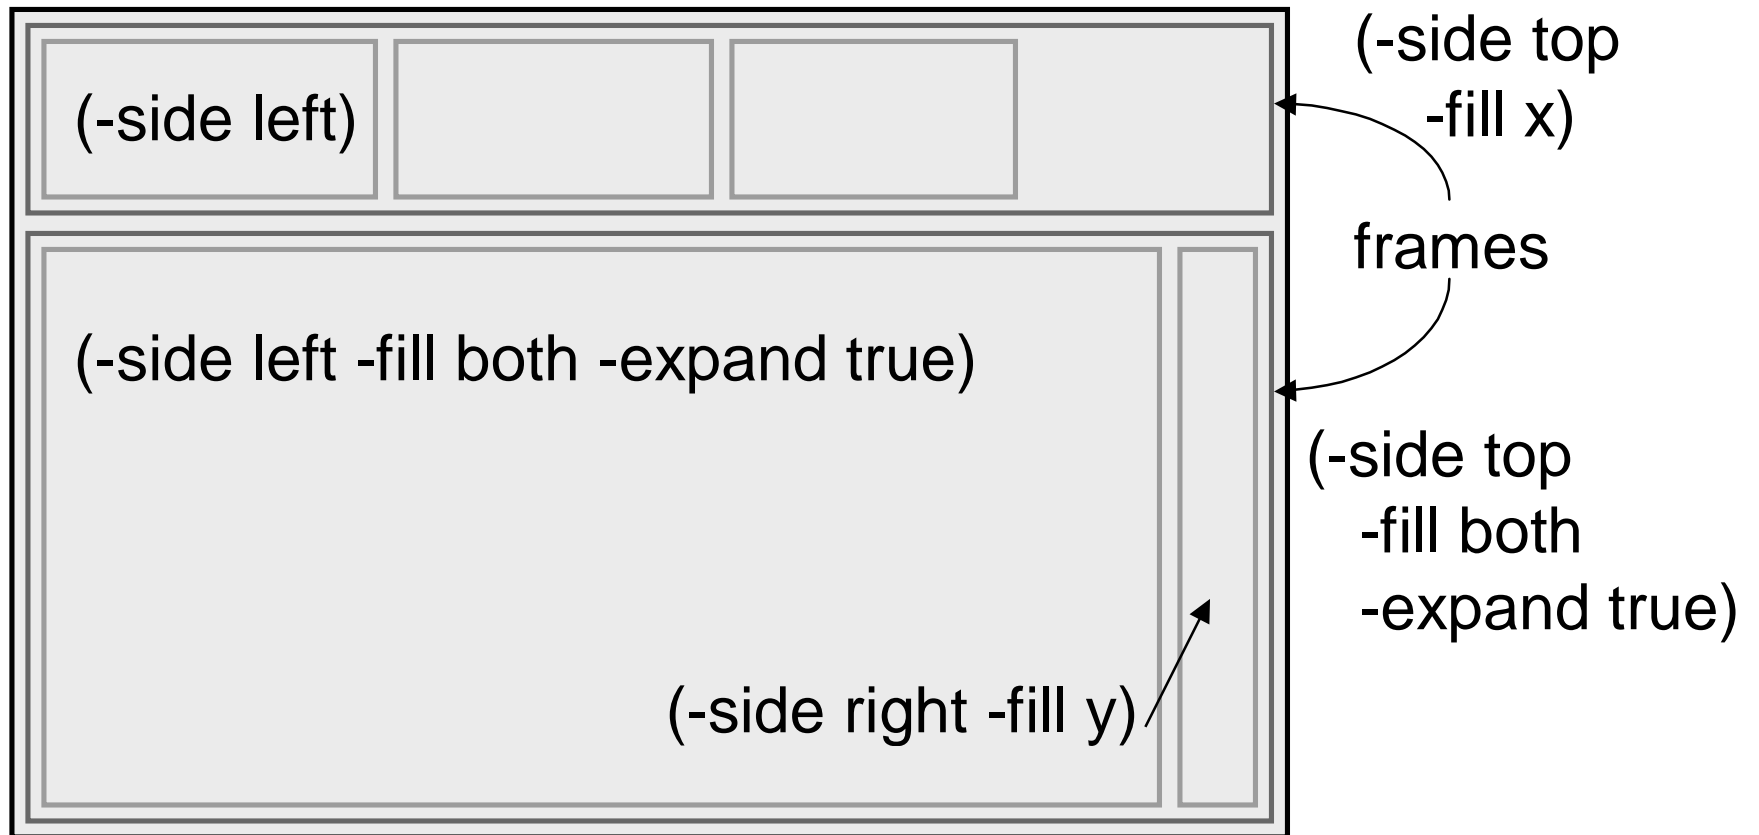 (-side top
-fill x)
(-side left)
frames
(-side left -fill both -expand true)
(-side top
-fill both
-expand true)
(-side right -fill y)